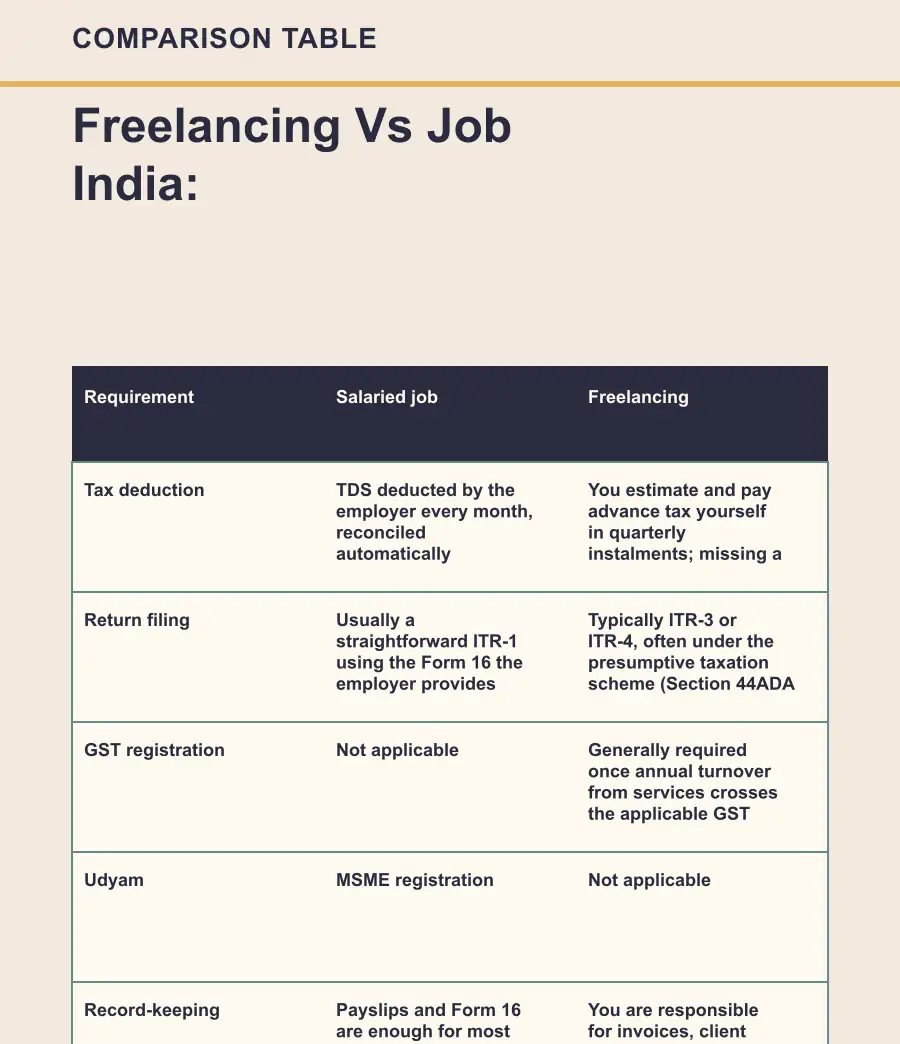 COMPARISON TABLE
Freelancing Vs Job
India:
Requirement
Salaried job
Freelancing
Tax deduction
TDS deducted by the
employer every month,
reconciled
automatically
You estimate and pay
advance tax yourself
in quarterly
instalments; missing a
Return filing
Usually a
straightforward ITR-1
using the Form 16 the
employer provides
Typically ITR-3 or
ITR-4, often under the
presumptive taxation
scheme (Section 44ADA
GST registration
Not applicable
Generally required
once annual turnover
from services crosses
the applicable GST
Udyam
MSME registration
Not applicable
Record-keeping
Payslips and Form 16
are enough for most
You are responsible
for invoices, client